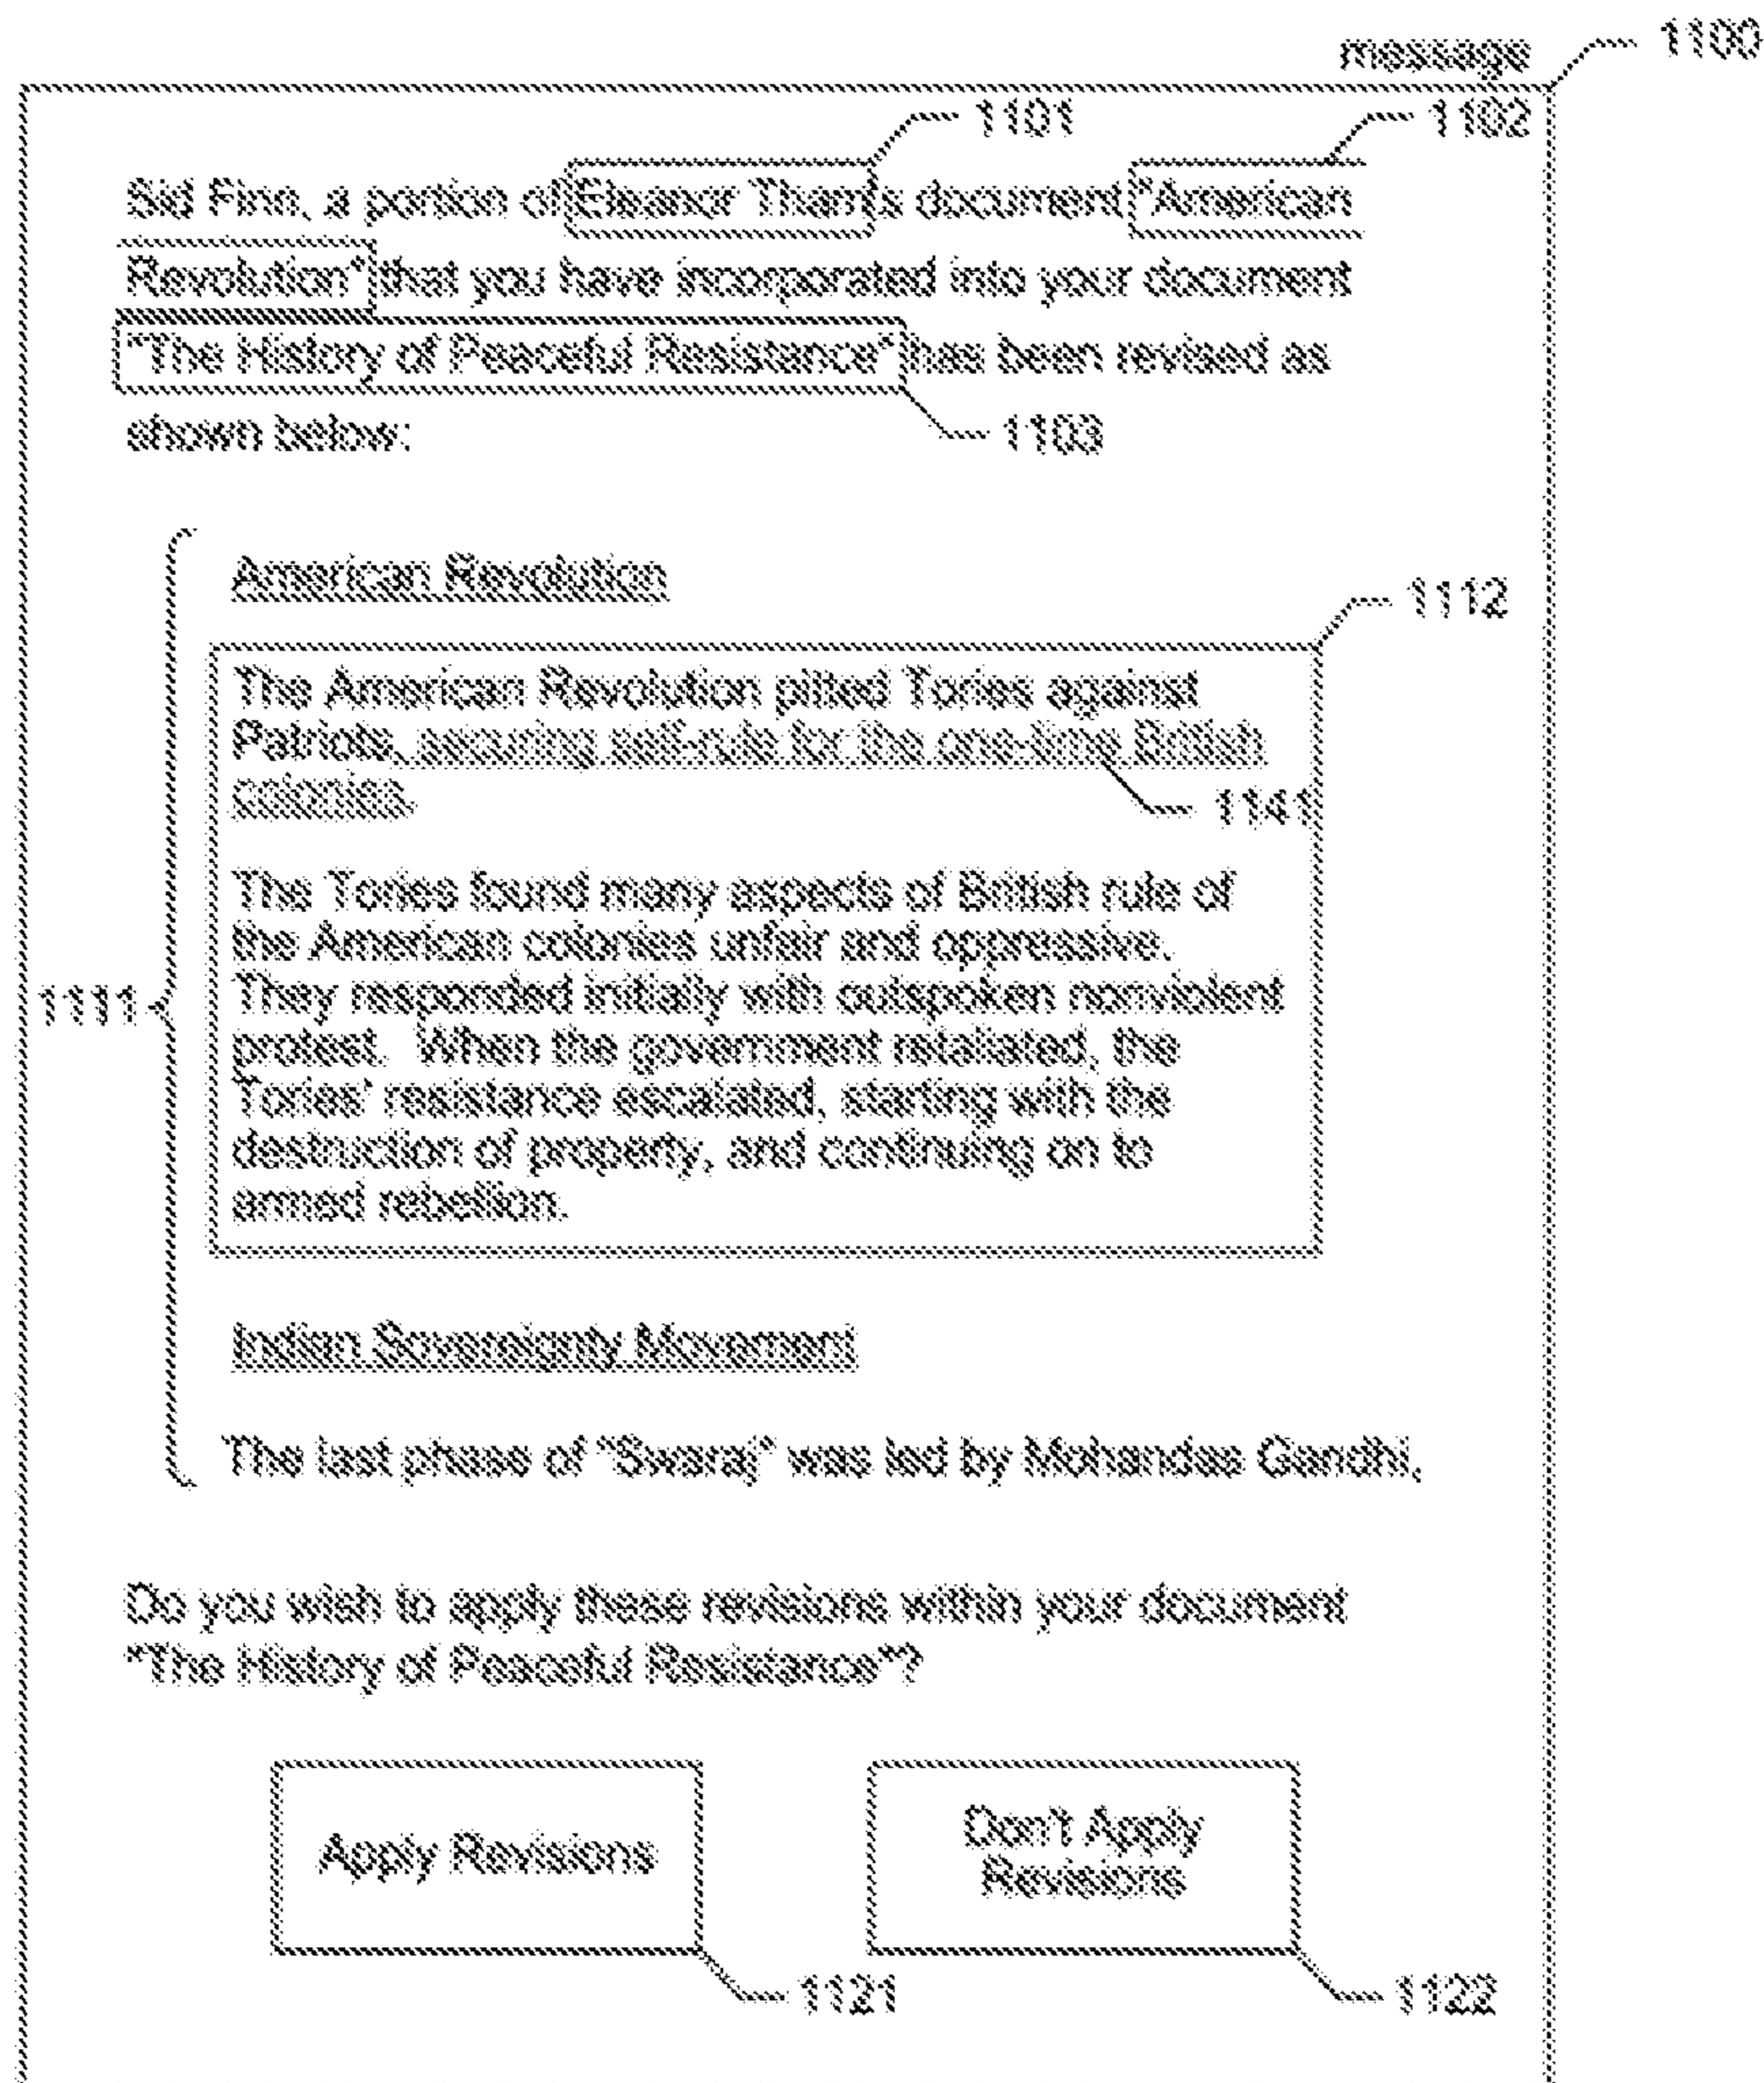 message 1100
1101 1102
Sid Finn, a portion of Eleanor Tham's document "American
Revolution" that you have incorporated into your document
"The History of Peaceful Resistance" has been revised as
shown below: 1103
American Revolution
1112
The American Revolution pitted Tories against
Patriots, securing self-rule for the one-time British
colonies.
1141
The Tories found many aspects of British rule of
the American colonies unfair and oppressive.
1111 They responded initially with outspoken nonviolent
protest. When the government retaliated, the
Tories' resistance escalated, starting with the
destruction of property, and continuing on to
armed rebellion.
Indian Sovereignty Movement
The last phase of "Swaraj" was led by Mohandas Gandhi,
Do you wish to apply these revisions within your document
"The History of Peaceful Resistance"?
Apply Revisions
Don't Apply
Revisions
1121 1122